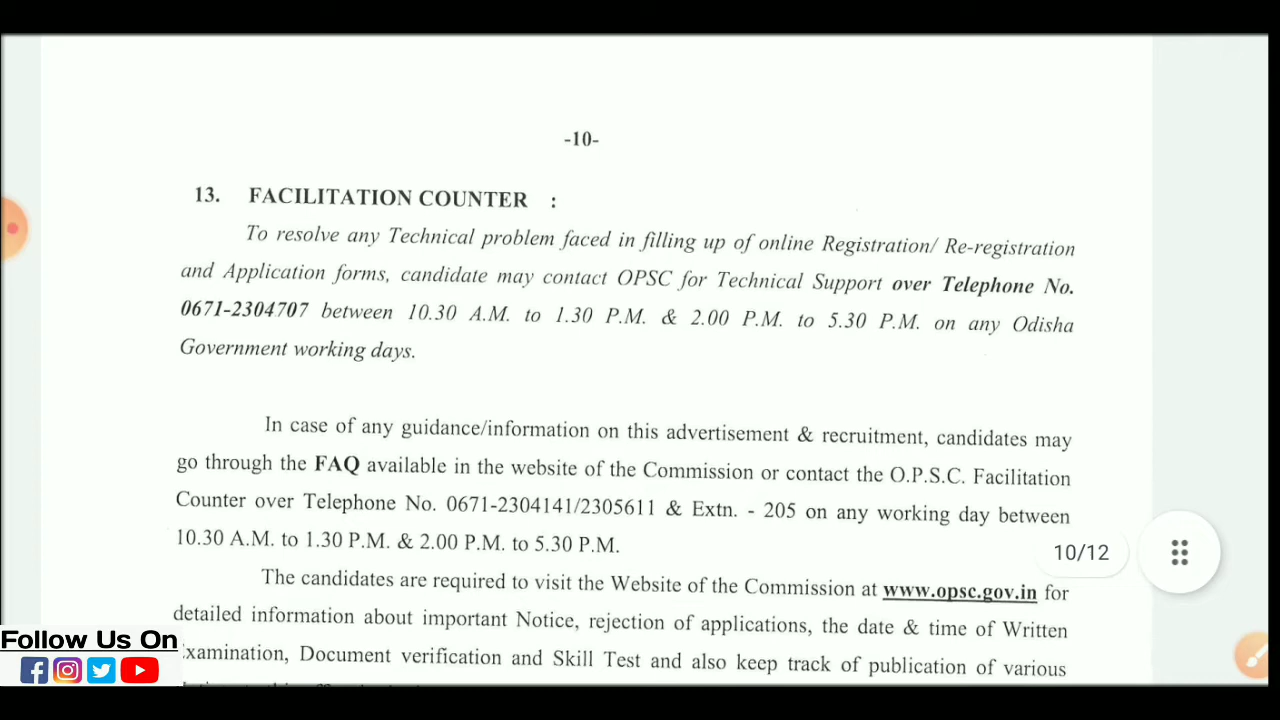 -10-
13. FACILITATION COUNTER :
To resolve any Technical problem faced in filling up of online Registration/ Re-registration
and Application forms, candidate may contact OPSC for Technical Support over Telephone No.
0671-2304707 between 10.30 A.M. to 1.30 P.M. & 2.00 P.M. to 5.30 P.M. on any Odisha
Government working days.
In case of any guidance/information on this advertisement & recruitment, candidates may
go through the FAQ available in the website of the Commission or contact the O.P.S.C. Facilitation
Counter over Telephone No. 0671-2304141/2305611 & Extn. - 205 on any working day between
10.30 A.M. to 1.30 P.M. & 2.00 P.M. to 5.30 P.M.
10/12
The candidates are required to visit the Website of the Commission at www.opsc.gov.in for
detailed information about important Notice, rejection of applications, the date & time of Written
Examination, Document verification and Skill Test and also keep track of publication of various
Follow Us On